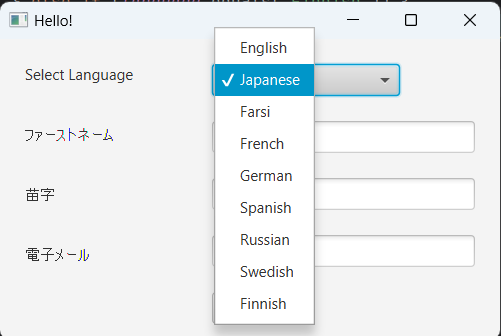 Hello!
English
Select Language
Japanese
Farsi
ファーストネーム
French
German
苗字
Spanish
Russian
電子メール
Swedish
Finnish